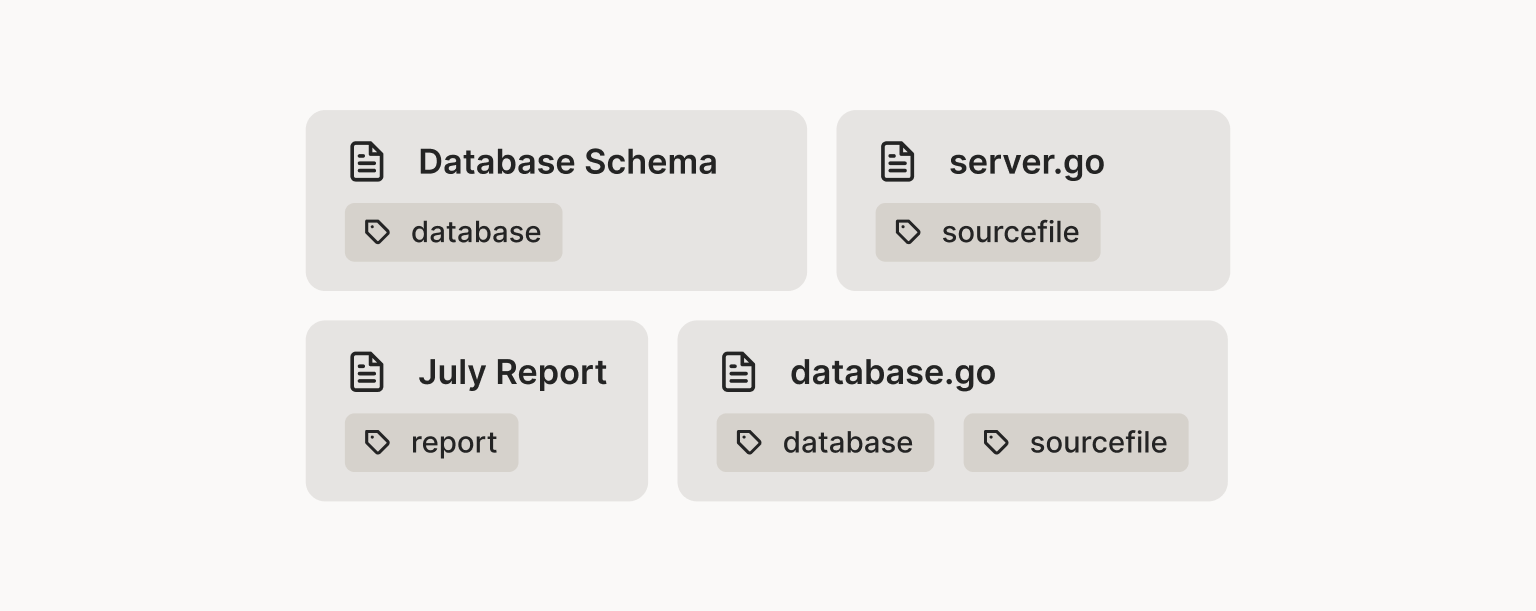 Database Schema
database
server.go
sourcefile
July Report
report
database.go
database sourcefile